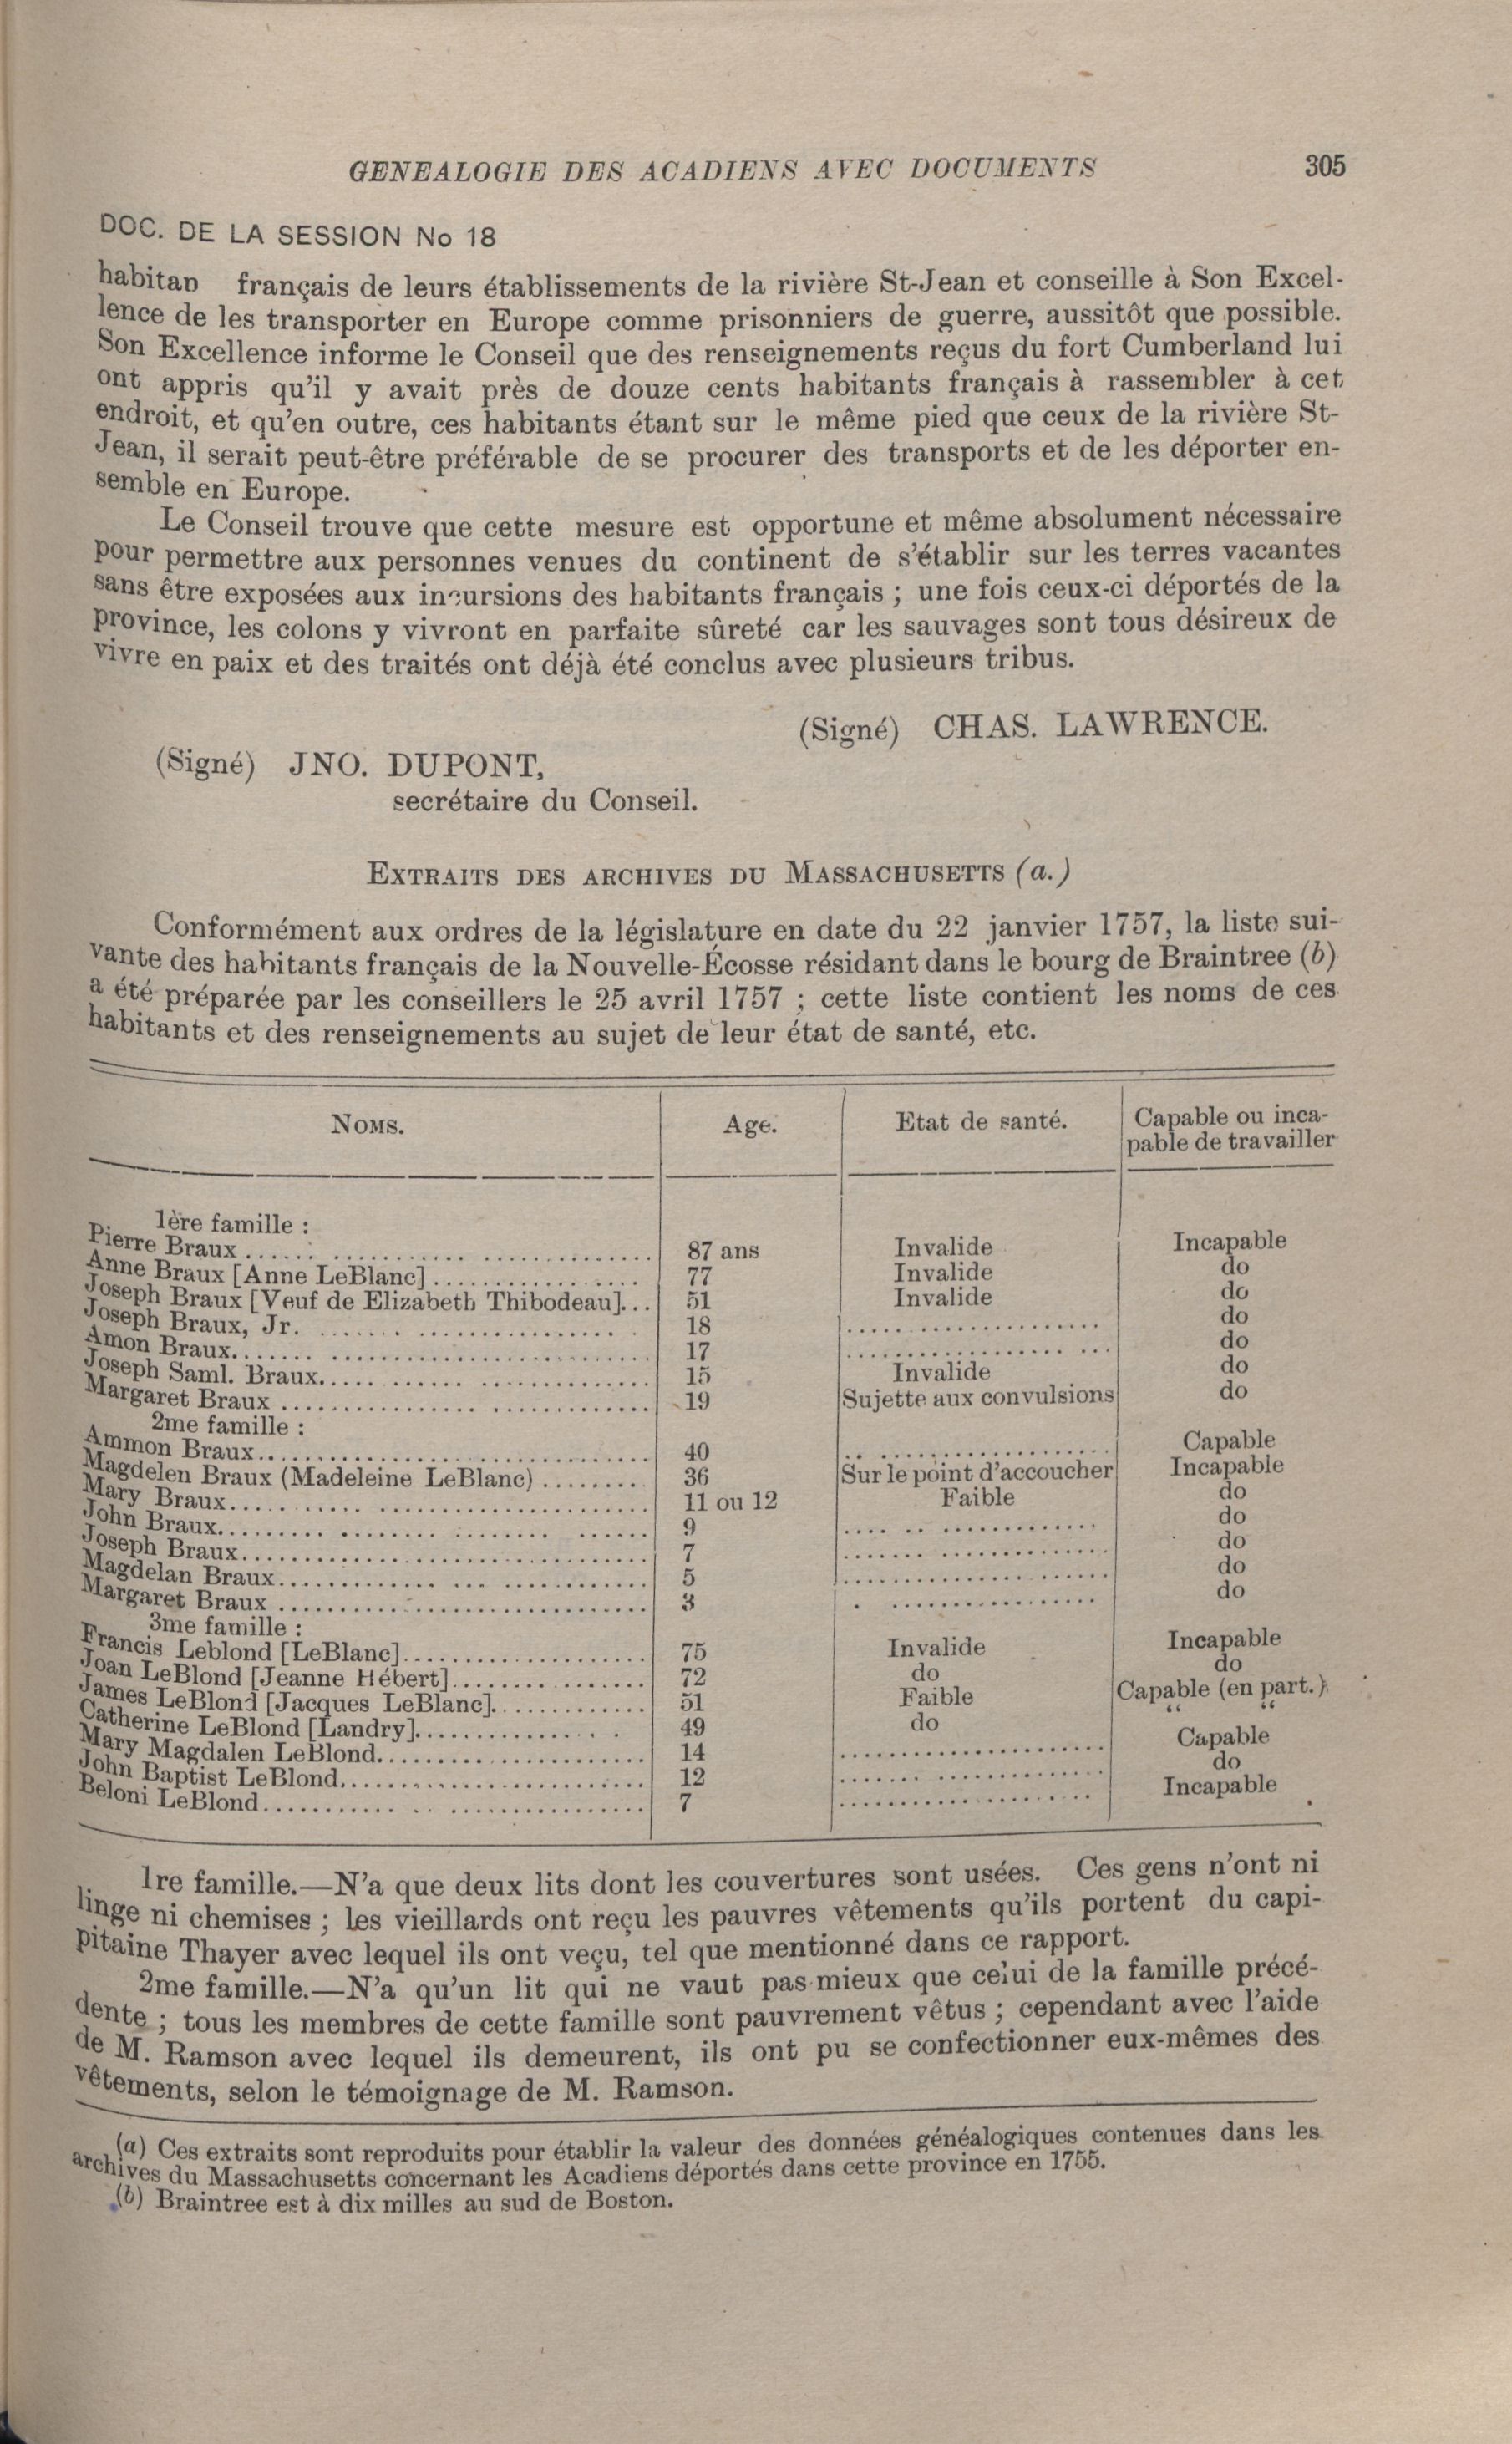 GENEALOGIE DES ACADIENS AVEC DOCUMENTS 305
DOC. DE LA SESSION No 18
habitan français de leurs établissements de la rivière St-Jean et conseille à Son Excel-
lence de les transporter en Europe comme prisonniers de guerre, aussitôt que possible.
Son Excellence informe le Conseil que des renseignements reçus du fort Cumberland lui
ont appris qu'il y avait près de douze cents habitants français à rassembler à cet
endroit, et qu'en outre, ces habitants étant sur le même pied que ceux de la rivière St-
Jean, il serait peut-être préférable de se procurer des transports et de les déporter en-
semble en Europe.
Le Conseil trouve que cette mesure est opportune et même absolument nécessaire
pour permettre aux personnes venues du continent de s'établir sur les terres vacantes
sans être exposées aux incursions des habitants français ; une fois ceux-ci déportés de la
province, les colons y vivront en parfaite sûreté car les sauvages sont tous désireux de
vivre en paix et des traités ont déjà été conclus avec plusieurs tribus.
(Signé) CHAS. LAWRENCE.
(Signé) JNO. DUPONT,
secrétaire du Conseil.
EXTRAITS DES ARCHIVES DU MASSACHUSETTS (a.)
Conformément aux ordres de la législature en date du 22 janvier 1757, la liste sui-
vante des habitants français de la Nouvelle-Écosse résidant dans le bourg de Braintree (b)
a été préparée par les conseillers le 25 avril 1757 ; cette liste contient les noms de ces
habitants et des renseignements au sujet de leur état de santé, etc.
NOMS. Age. Etat de santé. Capable ou inca-
pable de travailler
1ère famille :
Pierre Braux 87 ans Invalide Incapable
Anne Braux [Anne LeBlanc] 77 Invalide do
Joseph Braux [Veuf de Elizabeth Thibodeau] 51 Invalide do
Joseph Braux, Jr. 18 do
Amon Braux 17 do
Joseph Saml. Braux 15 Invalide do
Margaret Braux 19 Sujette aux convulsions do
2me famille :
Ammon Braux 40 Capable
Magdelen Braux (Madeleine LeBlanc) 36 Sur le point d'accoucher Incapable
Mary Braux 11 ou 12 Faible do
John Braux 9 do
Joseph Braux 7 do
Magdelan Braux 5 do
Margaret Braux 3 do
3me famille :
Francis Leblond [LeBlanc] 75 Invalide Incapable
Joan LeBlond [Jeanne Hébert] 72 do do
James LeBlond [Jacques LeBlanc] 51 Faible Capable (en part.)
Catherine LeBlond [Landry] 49 do “ “
Mary Magdalen LeBlond 14 Capable
John Baptist LeBlond 12 do
Beloni LeBlond 7 Incapable
1re famille.—N'a que deux lits dont les couvertures sont usées. Ces gens n'ont ni
linge ni chemises ; les vieillards ont reçu les pauvres vêtements qu'ils portent du capi-
pitaine Thayer avec lequel ils ont veçu, tel que mentionné dans ce rapport.
2me famille.—N'a qu'un lit qui ne vaut pas mieux que celui de la famille précé-
dente ; tous les membres de cette famille sont pauvrement vêtus ; cependant avec l'aide
de M. Ramson avec lequel ils demeurent, ils ont pu se confectionner eux-mêmes des
vêtements, selon le témoignage de M. Ramson.
(a) Ces extraits sont reproduits pour établir la valeur des données généalogiques contenues dans les
archives du Massachusetts concernant les Acadiens déportés dans cette province en 1755.
(b) Braintree est à dix milles au sud de Boston.